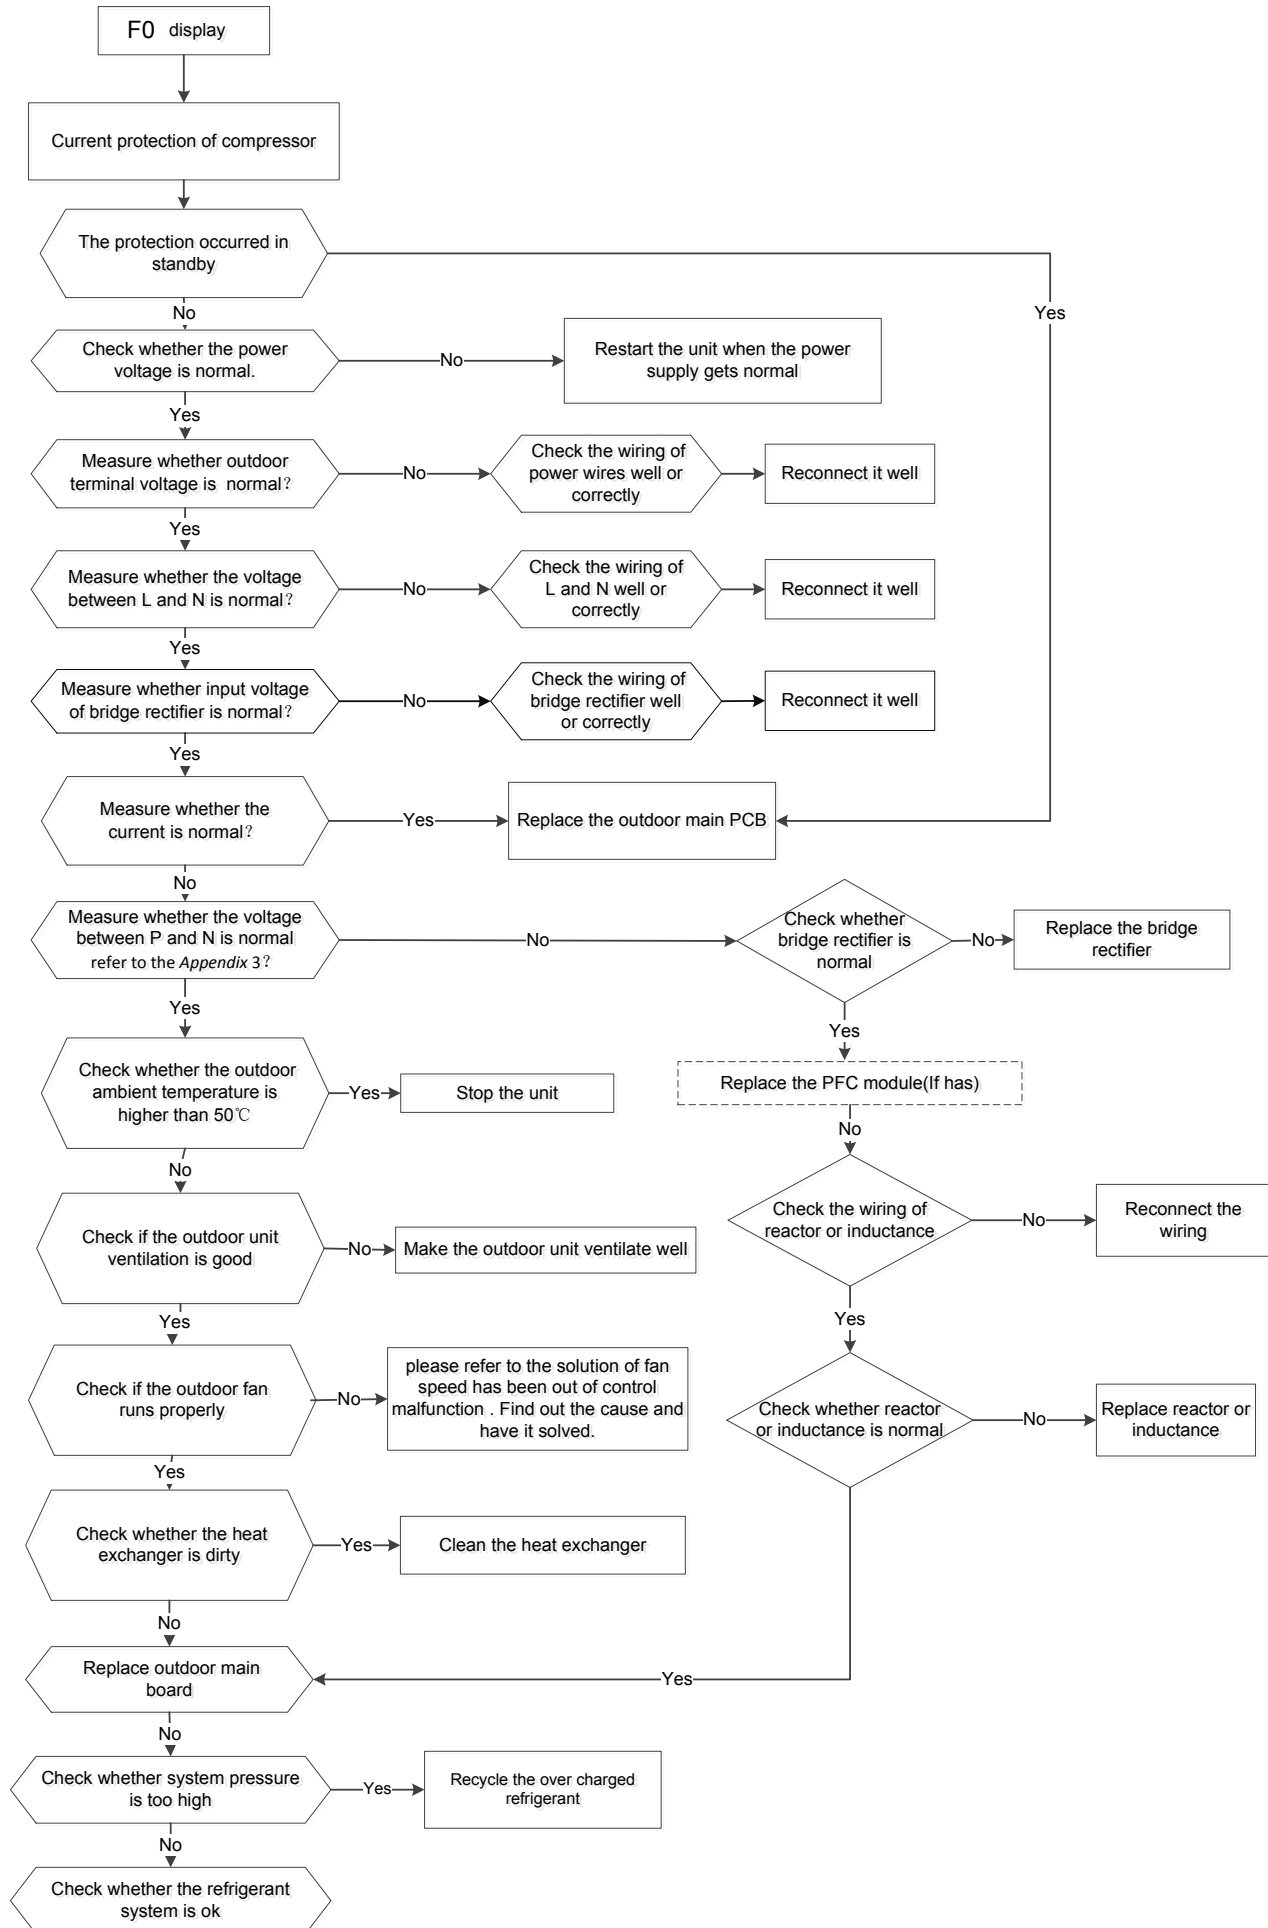 F0 display
Current protection of compressor
The protection occurred in
standby
No
Yes
Check whether the power
voltage is normal.
No
Restart the unit when the power
supply gets normal
Yes
Measure whether outdoor
terminal voltage is normal?
No
Check the wiring of
power wires well or
correctly
Reconnect it well
Yes
Measure whether the voltage
between L and N is normal?
No
Check the wiring of
L and N well or
correctly
Reconnect it well
Yes
Measure whether input voltage
of bridge rectifier is normal?
No
Check the wiring of
bridge rectifier well
or correctly
Reconnect it well
Yes
Measure whether the
current is normal?
Yes
Replace the outdoor main PCB
No
Measure whether the voltage
between P and N is normal
refer to the Appendix 3?
No
Check whether
bridge rectifier is
normal
No
Replace the bridge
rectifier
Yes
Yes
Check whether the outdoor
ambient temperature is
higher than 50℃
Yes
Stop the unit
Replace the PFC module(If has)
No
No
Check if the outdoor unit
ventilation is good
No
Make the outdoor unit ventilate well
Check the wiring of
reactor or inductance
No
Reconnect the
wiring
Yes
Yes
Check if the outdoor fan
runs properly
No
please refer to the solution of fan
speed has been out of control
malfunction . Find out the cause and
have it solved.
Check whether reactor
or inductance is normal
No
Replace reactor or
inductance
Yes
Check whether the heat
exchanger is dirty
Yes
Clean the heat exchanger
No
Replace outdoor main
board
Yes
No
Check whether system pressure
is too high
Yes
Recycle the over charged
refrigerant
No
Check whether the refrigerant
system is ok